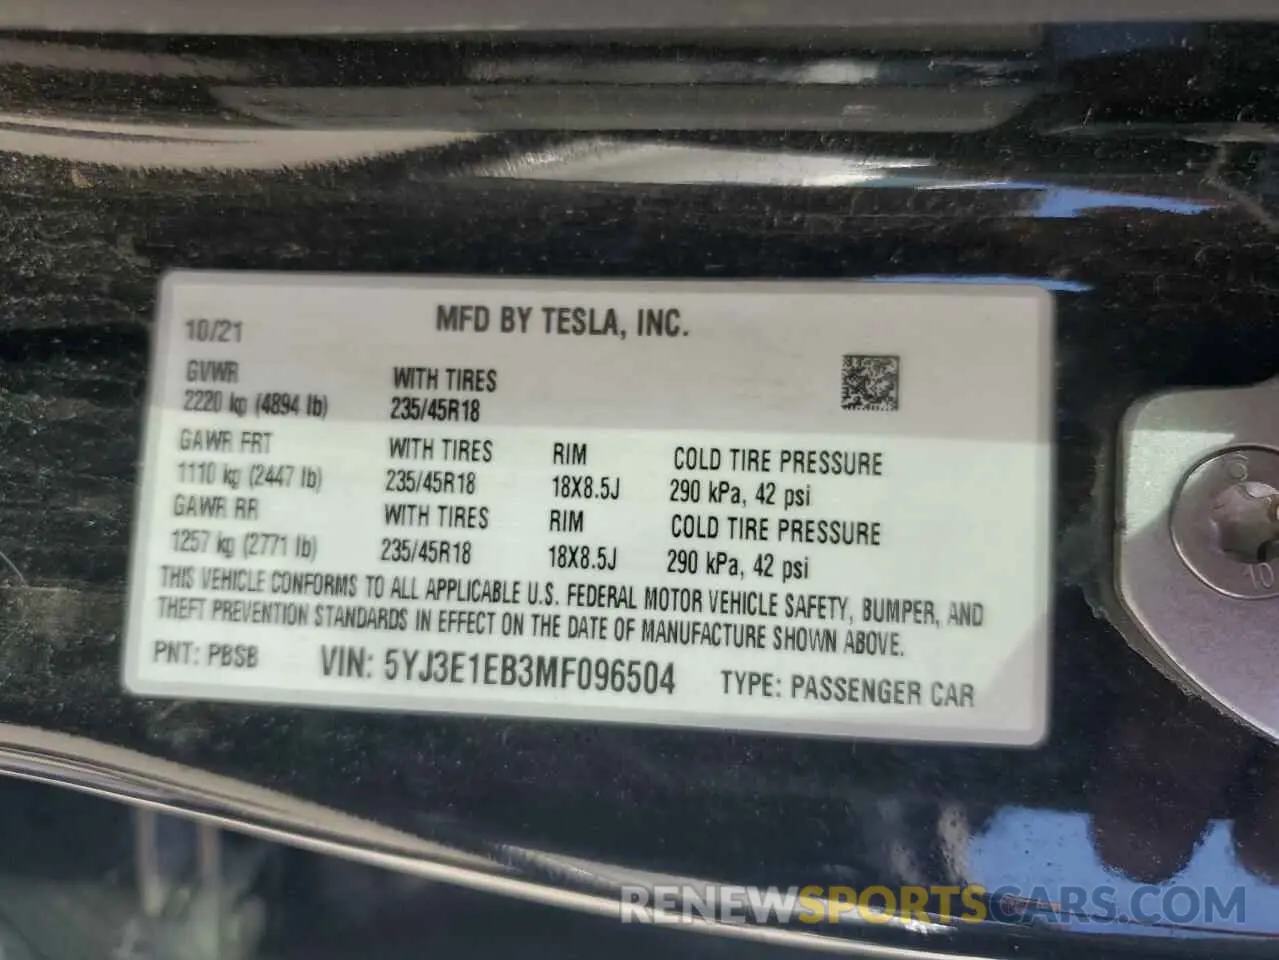 MFD BY TESLA, INC.
10/21
GVWR WITH TIRES
2220 kg (4894 lb) 235/45R18
GAWR FRT WITH TIRES RIM COLD TIRE PRESSURE
1110 kg (2447 lb) 235/45R18 18X8.5J 290 kPa, 42 psi
GAWR RR WITH TIRES RIM COLD TIRE PRESSURE
1257 kg (2771 lb) 235/45R18 18X8.5J 290 kPa, 42 psi
THIS VEHICLE CONFORMS TO ALL APPLICABLE U.S. FEDERAL MOTOR VEHICLE SAFETY, BUMPER, AND
THEFT PREVENTION STANDARDS IN EFFECT ON THE DATE OF MANUFACTURE SHOWN ABOVE.
PNT: PBSB VIN: 5YJ3E1EB3MF096504 TYPE: PASSENGER CAR
10
RENEWSPORTSCARS.COM